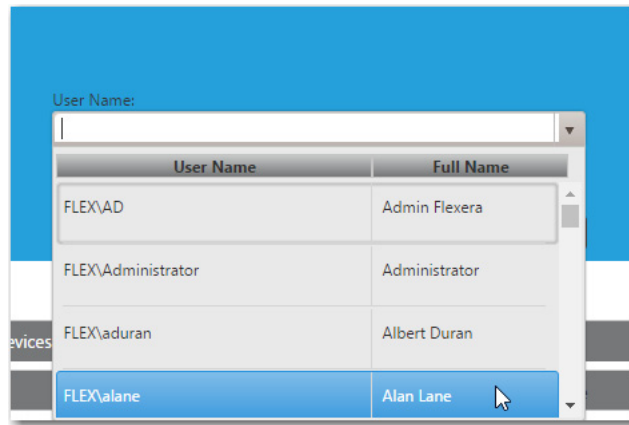 User Name:
User Name Full Name
FLEX\AD Admin Flexera
FLEX\Administrator Administrator
FLEX\aduran Albert Duran
evices
FLEX\alane Alan Lane